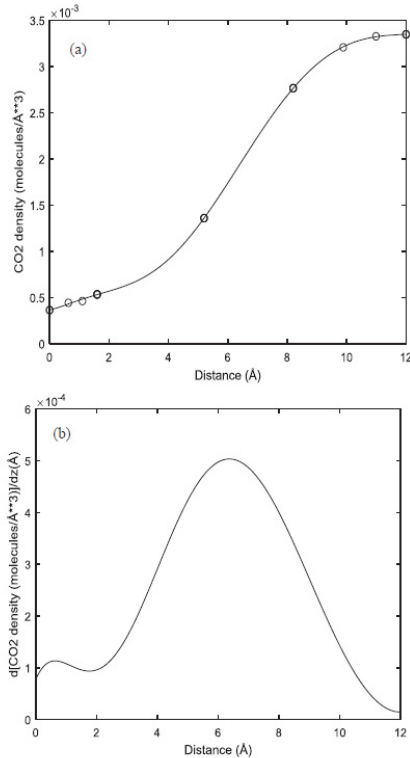 ×10⁻³
(a)
3.5
3
2.5
2
1.5
1
0.5
0
CO2 density (molecules/Å**3)
0 2 4 6 8 10 12
Distance (Å)
×10⁻⁴
(b)
6
5
4
3
2
1
0
d[CO2 density (molecules/Å**3)]/dz(Å)
0 2 4 6 8 10 12
Distance (Å)